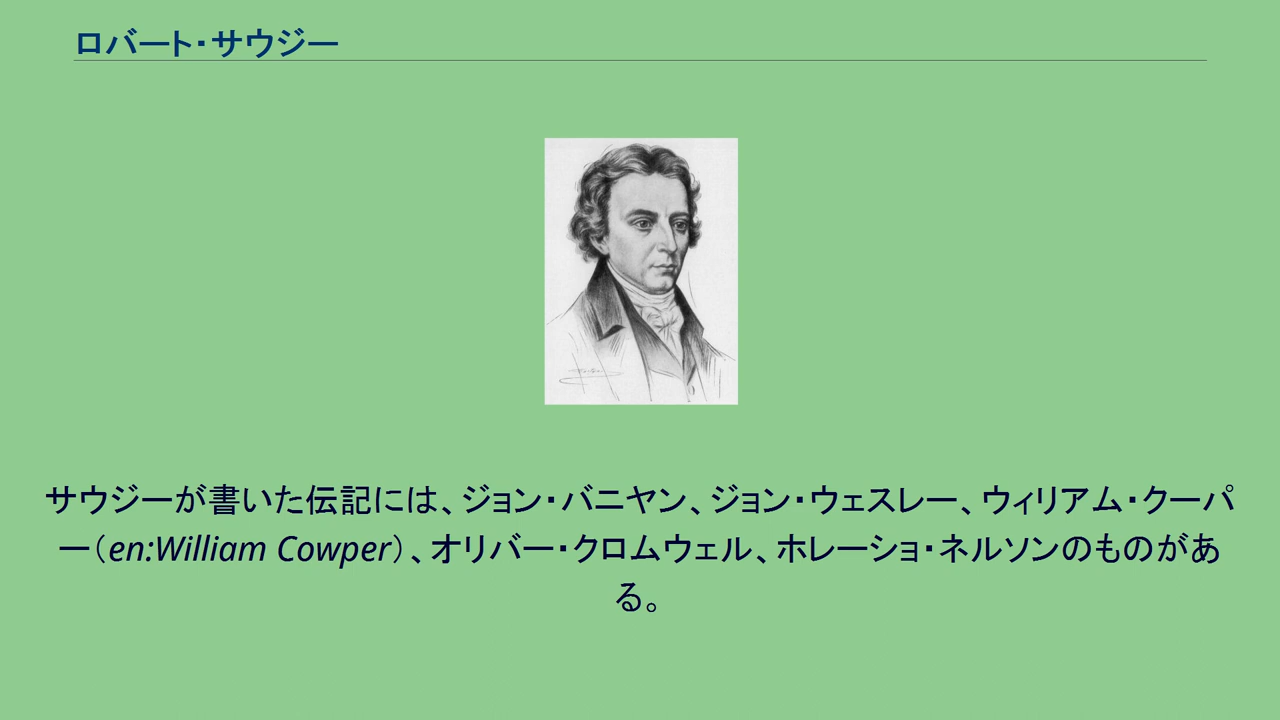 ロバート・サウジー
サウジーが書いた伝記には、ジョン・バニヤン、ジョン・ウェスレー、ウィリアム・クーパ
ー（en:William Cowper）、オリバー・クロムウェル、ホレーショ・ネルソンのものがあ
る。